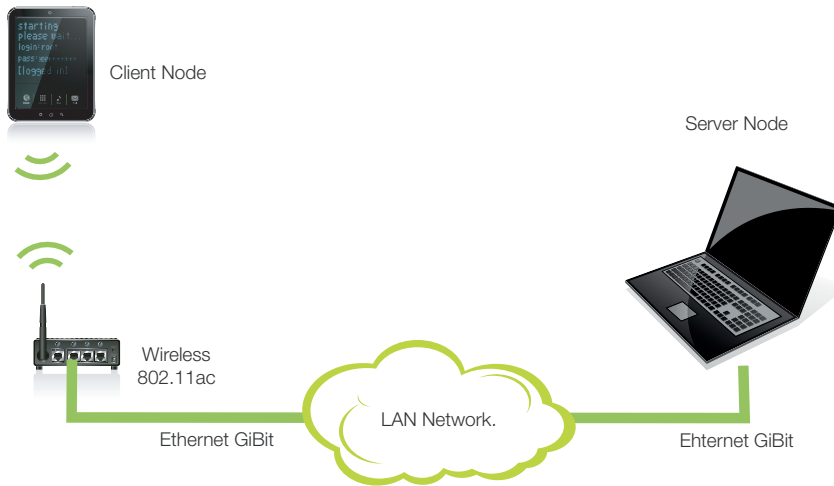 starting
please wait...
login: root
[logged in]
Client Node
Server Node
Wireless
802.11ac
LAN Network.
Ethernet GiBit
Ehternet GiBit